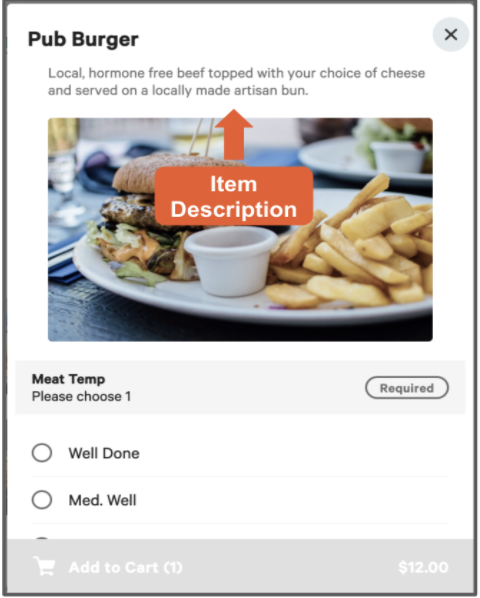 Pub Burger
Local, hormone free beef topped with your choice of cheese
and served on a locally made artisan bun.
Item
Description
Meat Temp
Please choose 1
Required
Well Done
Med. Well
Add to Cart (1)
$12.00